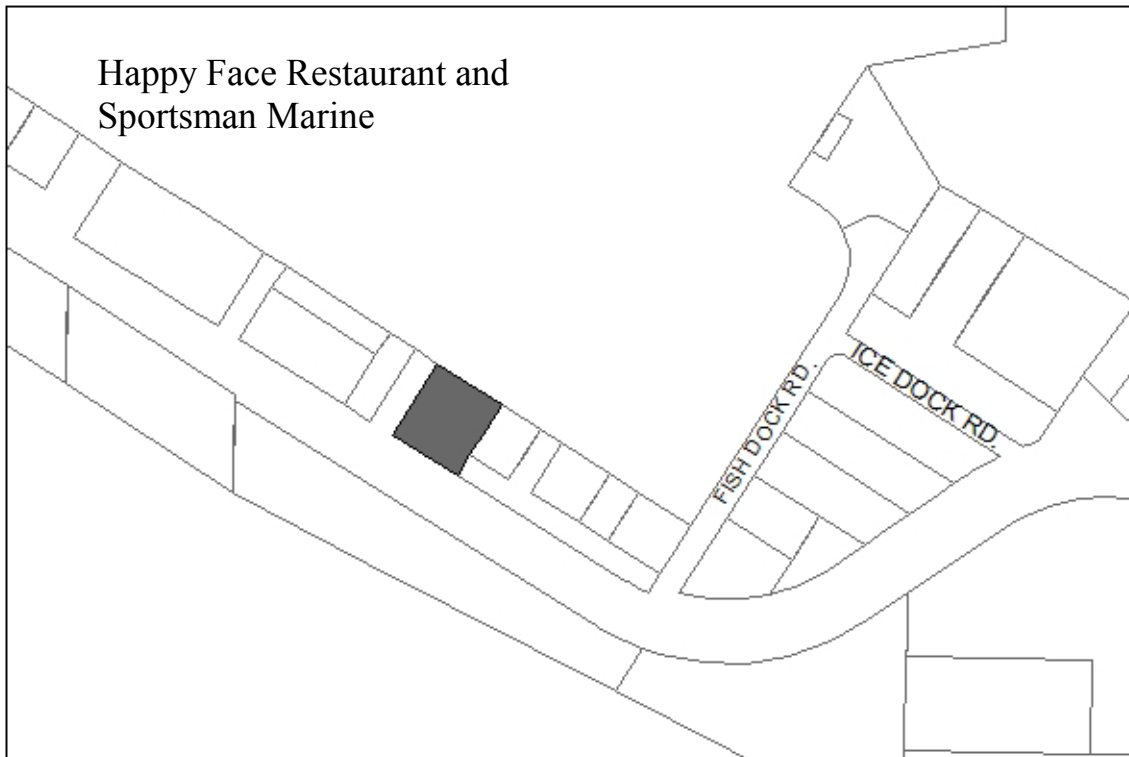 Happy Face Restaurant and
Sportsman Marine
ICE DOCK RD.
FISH DOCK RD.